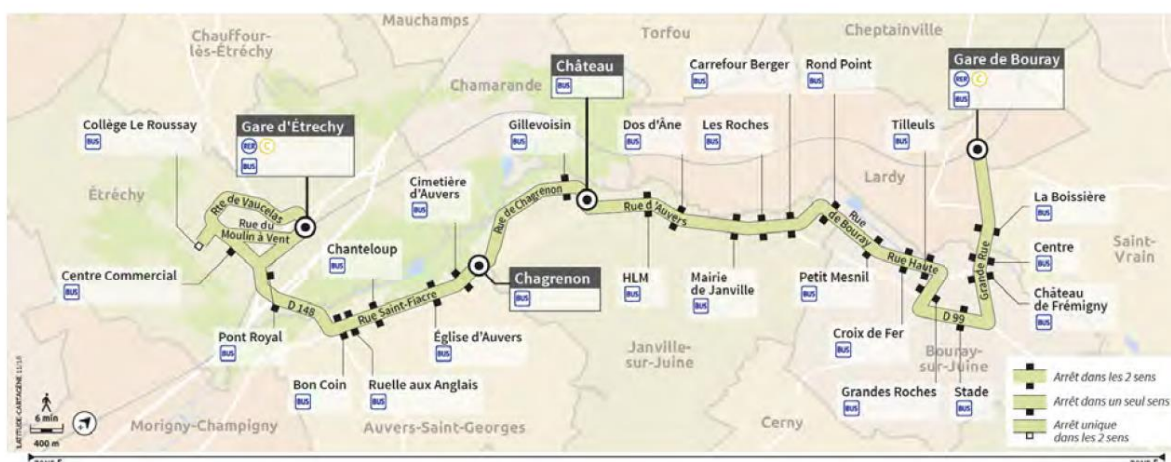 Mauchamps
Chauffour-
lès-Étréchy
Torfou
Cheptainville
Château
BUS
Carrefour Berger
BUS
Rond Point
BUS
Gare de Bouray
RER C
BUS
Chamarande
Collège Le Roussay
BUS
Gare d'Étrechy
RER C
BUS
Gillevoisin
BUS
Dos d'Âne
BUS
Les Roches
BUS
Tilleuls
BUS
Étréchy
Cimetière
d'Auvers
BUS
Lardy
La Boissière
BUS
Rte de Vaucelas
Rue du
Moulin à Vent
Rue de Chagrenon
Rue d'Auvers
Rue
de Bouray
Rue Haute
Grande Rue
Centre Commercial
BUS
Chanteloup
BUS
Centre
BUS
Saint-
Vrain
Chagrenon
BUS
HLM
BUS
Mairie
de Janville
BUS
Petit Mesnil
BUS
Château
de Frémigny
BUS
D 148
Rue Saint-Fiacre
D 99
Pont Royal
BUS
Église d'Auvers
BUS
Croix de Fer
BUS
Janville-
sur-Juine
Bouray-
sur-Juine
Bon Coin
BUS
Ruelle aux Anglais
BUS
Grandes Roches
BUS
Stade
BUS
Arrêt dans les 2 sens
Arrêt dans un seul sens
Arrêt unique
dans les 2 sens
Morigny-Champigny
Auvers-Saint-Georges
Cerny
6 min
400 m
LATITUDE-CARTAGÈNE